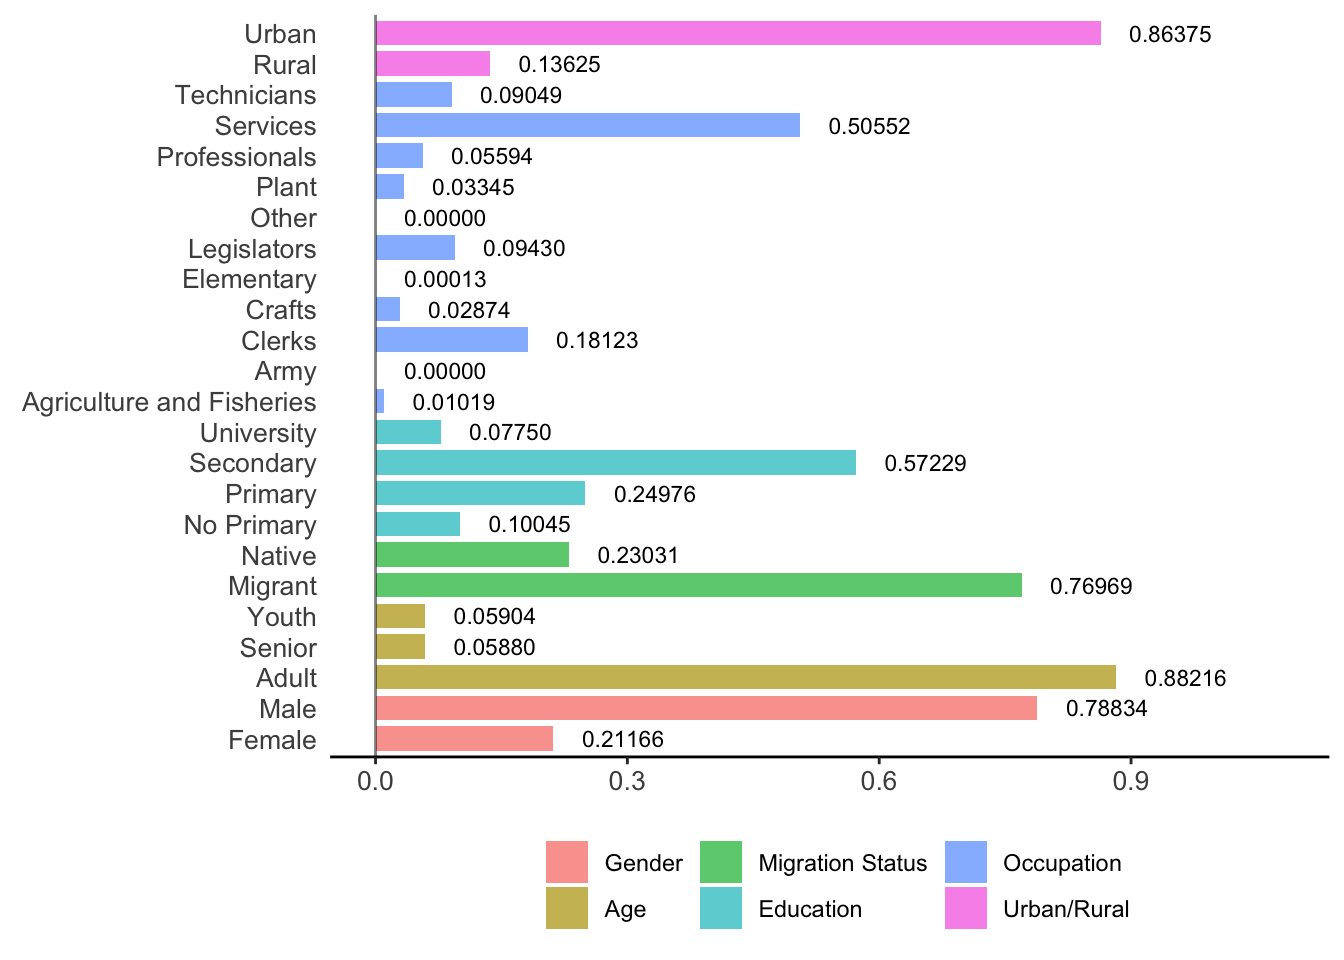 Urban 0.86375
Rural 0.13625
Technicians 0.09049
Services 0.50552
Professionals 0.05594
Plant 0.03345
Other 0.00000
Legislators 0.09430
Elementary 0.00013
Crafts 0.02874
Clerks 0.18123
Army 0.00000
Agriculture and Fisheries 0.01019
University 0.07750
Secondary 0.57229
Primary 0.24976
No Primary 0.10045
Native 0.23031
Migrant 0.76969
Youth 0.05904
Senior 0.05880
Adult 0.88216
Male 0.78834
Female 0.21166
0.0 0.3 0.6 0.9
Gender Migration Status Occupation
Age Education Urban/Rural